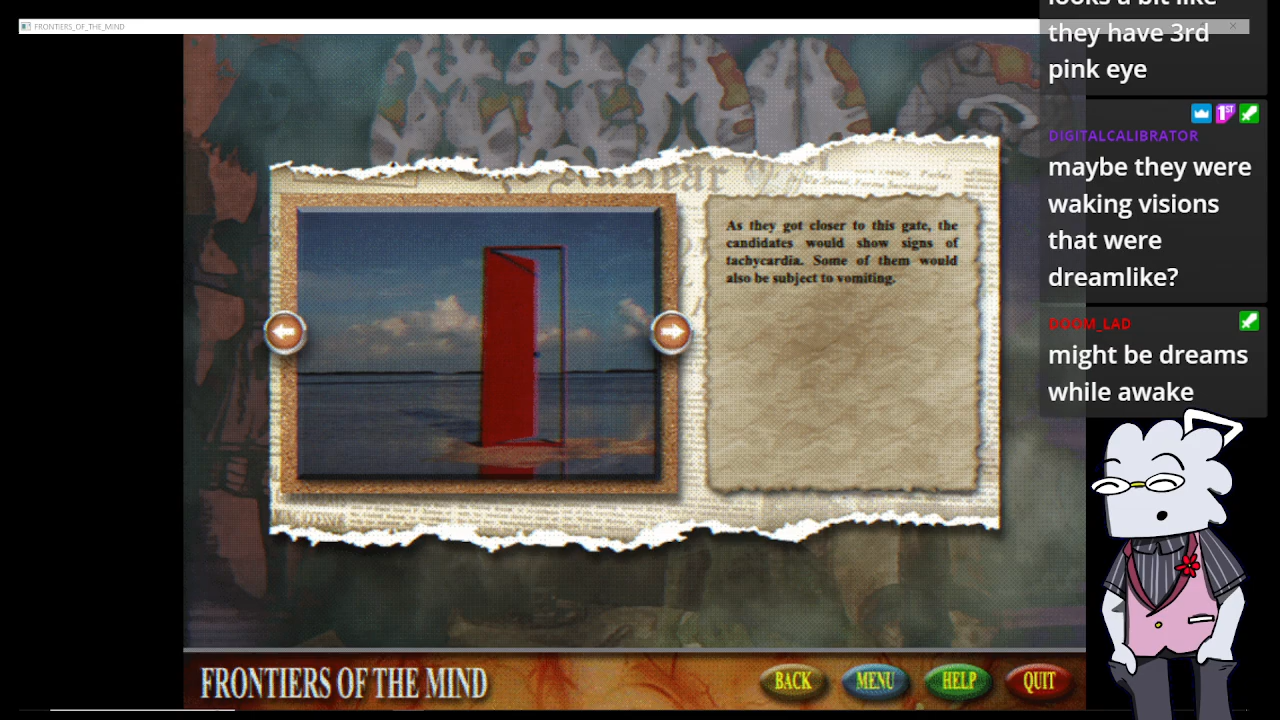 FRONTIERS_OF_THE_MIND
looks a bit like
they have 3rd
pink eye
1ST
DIGITALCALIBRATOR
maybe they were
waking visions
that were
dreamlike?
DOOM_LAD
might be dreams
while awake
Nuclear
As they got closer to this gate, the
candidates would show signs of
tachycardia. Some of them would
also be subject to vomiting.
FRONTIERS OF THE MIND
BACK
MENU
HELP
QUIT